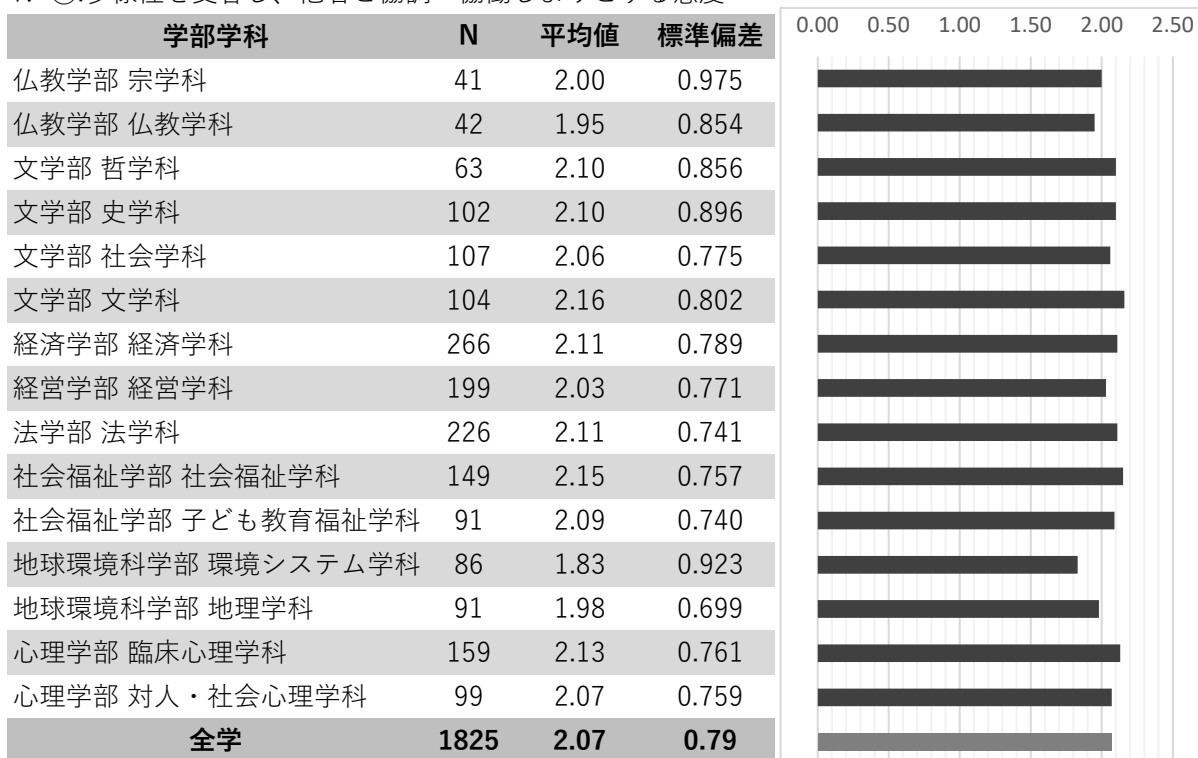 学部学科 N 平均値 標準偏差
0.00 0.50 1.00 1.50 2.00 2.50
仏教学部 宗学科 41 2.00 0.975
仏教学部 仏教学科 42 1.95 0.854
文学部 哲学科 63 2.10 0.856
文学部 史学科 102 2.10 0.896
文学部 社会学科 107 2.06 0.775
文学部 文学科 104 2.16 0.802
経済学部 経済学科 266 2.11 0.789
経営学部 経営学科 199 2.03 0.771
法学部 法学科 226 2.11 0.741
社会福祉学部 社会福祉学科 149 2.15 0.757
社会福祉学部 子ども教育福祉学科 91 2.09 0.740
地球環境科学部 環境システム学科 86 1.83 0.923
地球環境科学部 地理学科 91 1.98 0.699
心理学部 臨床心理学科 159 2.13 0.761
心理学部 対人・社会心理学科 99 2.07 0.759
全学 1825 2.07 0.79